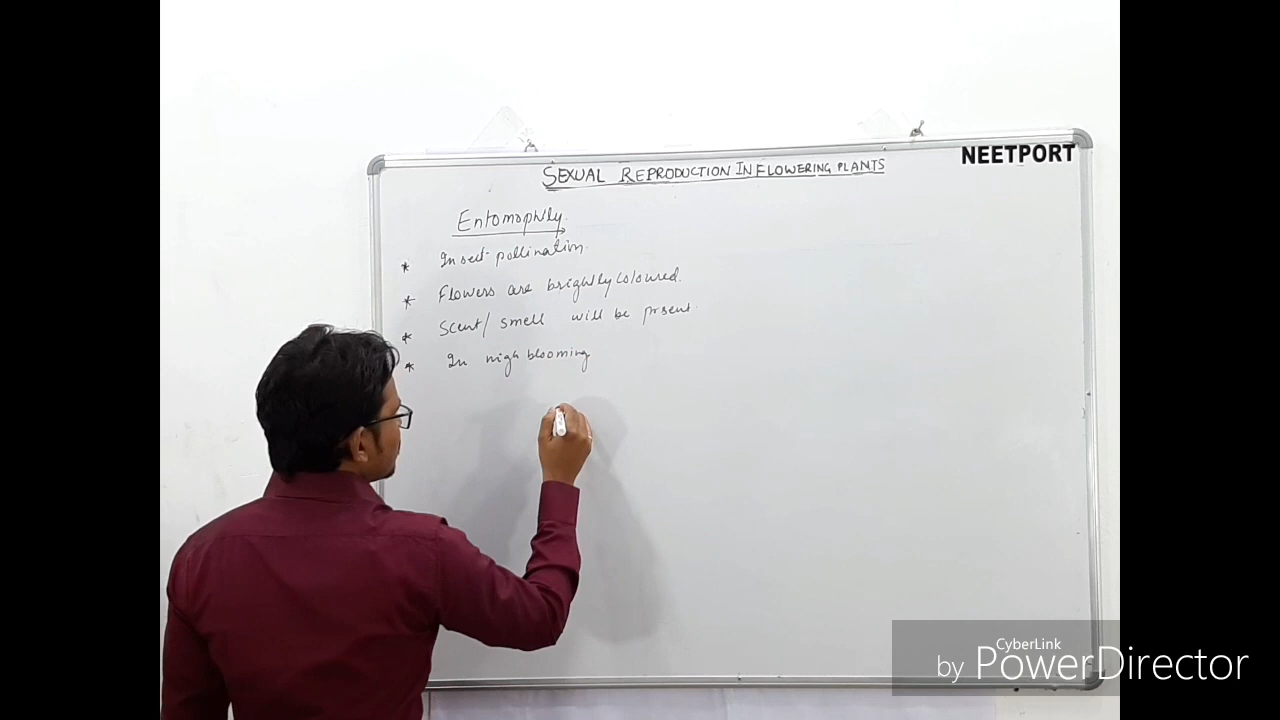 NEETPORT
SEXUAL REPRODUCTION IN FLOWERING PLANTS
Entomophily.
* Insect pollination.
* Flowers are brightly coloured.
* Scent/ smell will be prsent.
* In nigh blooming
CyberLink
by PowerDirector